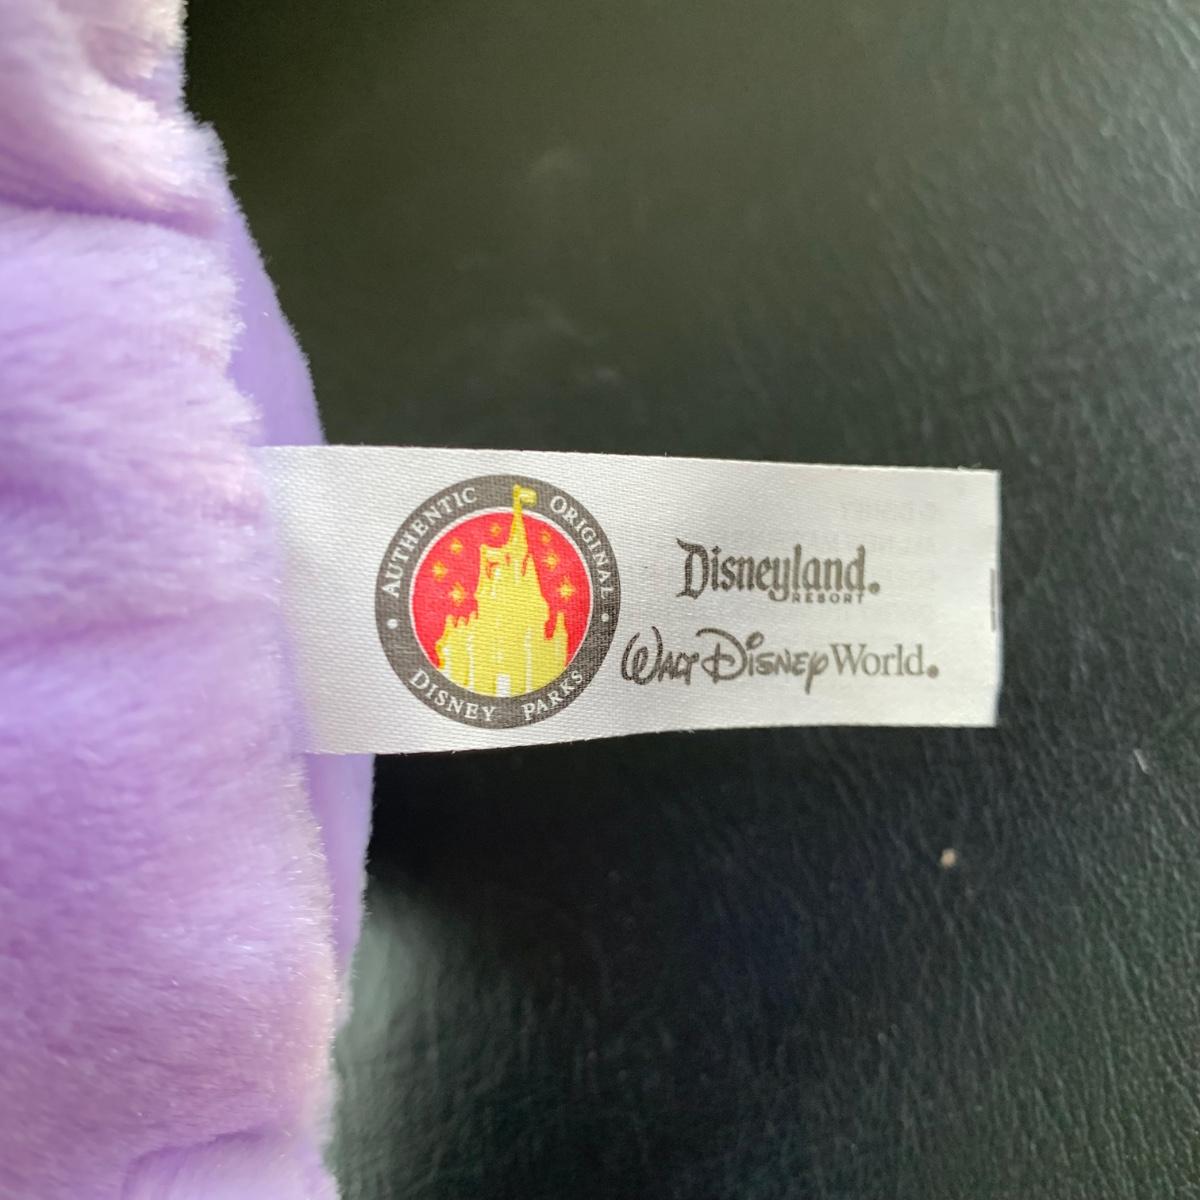 AUTHENTIC ORIGINAL
DISNEY PARKS
Disneyland®
RESORT
WALT DISNEY World®